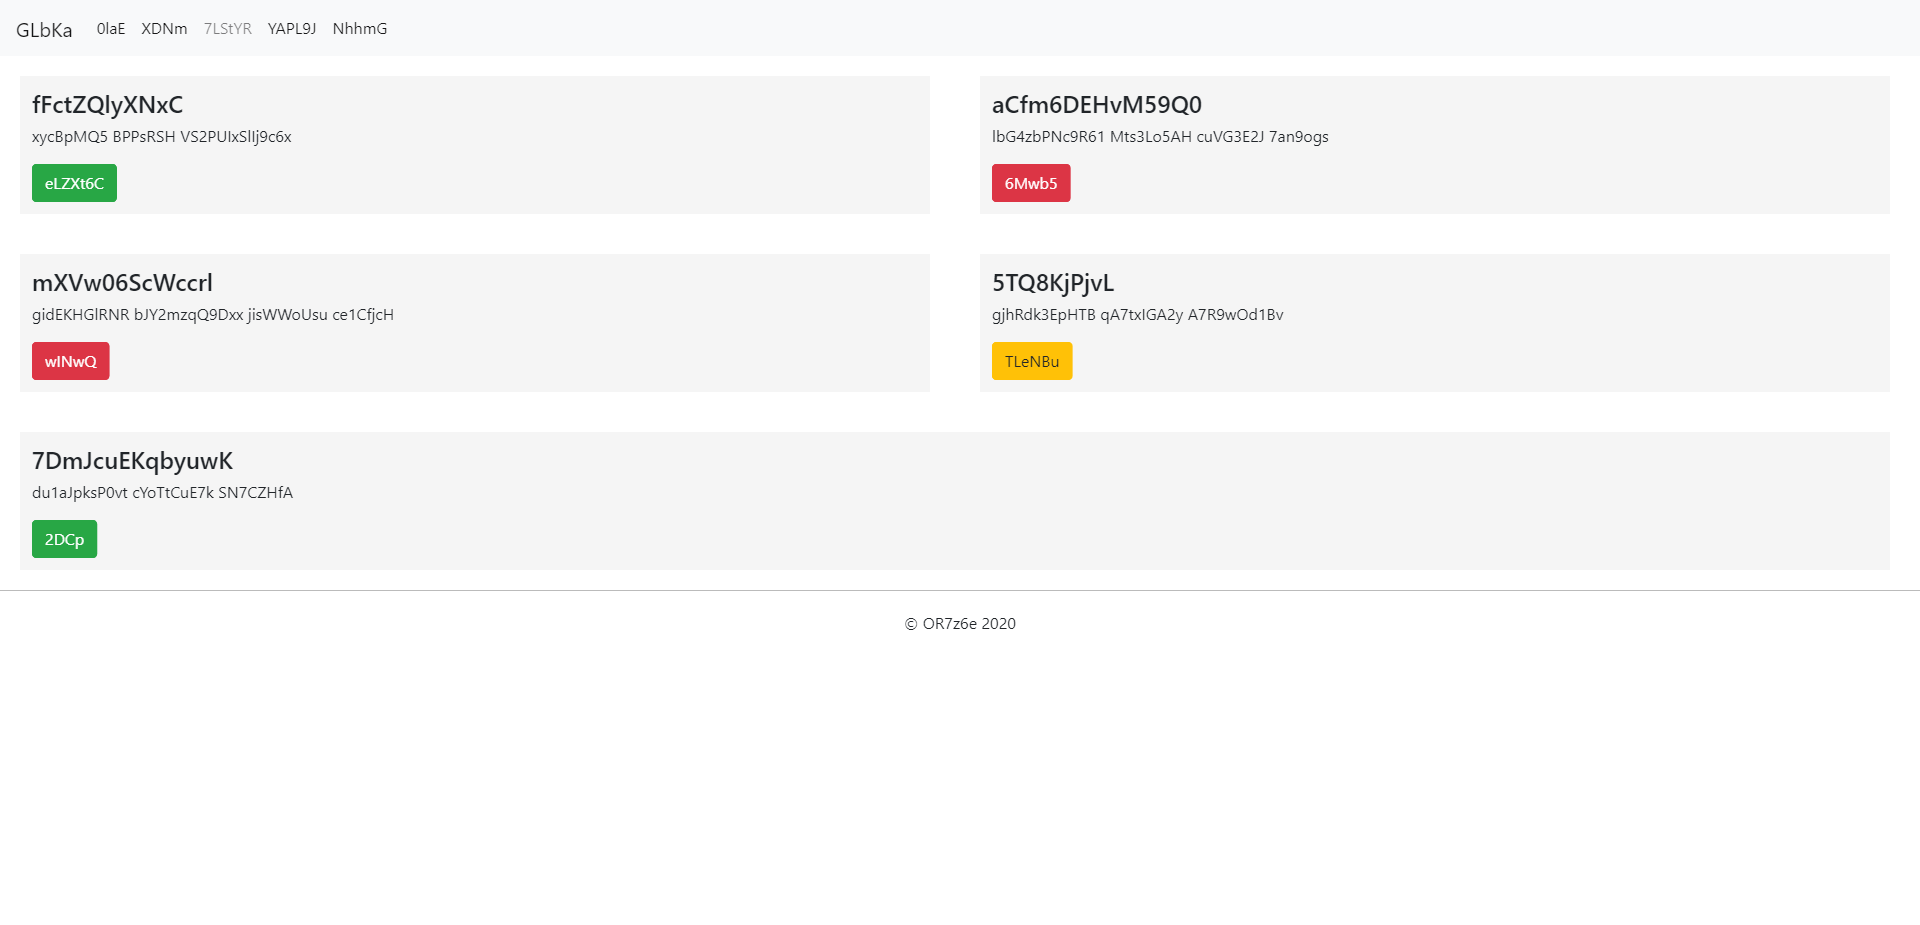 GLbKa 0laE XDNm 7LStYR YAPL9J NhhmG
fFctZQlyXNxC
xycBpMQ5 BPPsRSH VS2PUIxSlIj9c6x
eLZXt6C
aCfm6DEHvM59Q0
lbG4zbPNc9R61 Mts3Lo5AH cuVG3E2J 7an9ogs
6Mwb5
mXVw06ScWccrl
gidEKHGlRNR bJY2mzqQ9Dxx jisWWoUsu ce1CfjcH
wINwQ
5TQ8KjPjvL
gjhRdk3EpHTB qA7txIGA2y A7R9wOd1Bv
TLeNBu
7DmJcuEKqbyuwK
du1aJpksP0vt cYoTtCuE7k SN7CZHfA
2DCp
© OR7z6e 2020